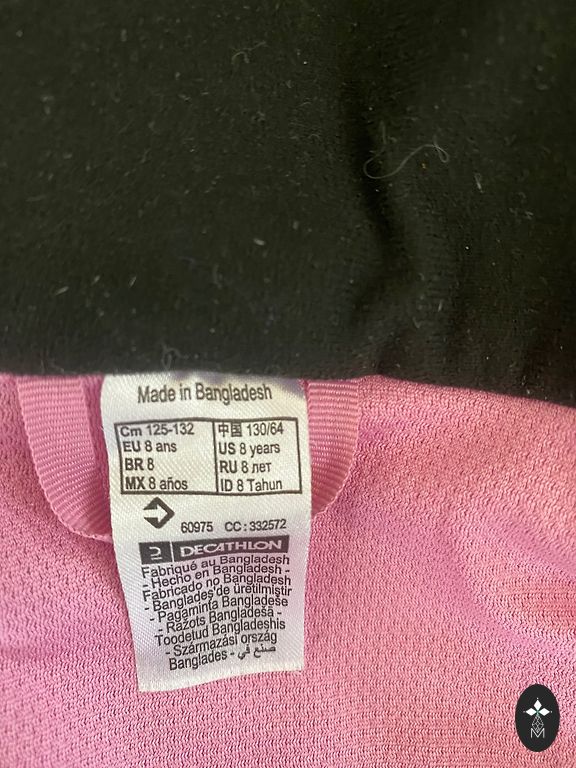 Made in Bangladesh
Cm 125-132 中国 130/64
EU 8 ans US 8 years
BR 8 RU 8 лет
MX 8 años ID 8 Tahun
60975 CC : 332572
DECATHLON
Fabriqué au Bangladesh
- Hecho en Bangladesh -
Fabricado no Bangladesh
- Banglades'de üretilmiştir
- Pagaminta Bangladeše
- Ražots Bangladešā -
Toodetud Bangladeshis
- Származási ország
Banglades - صنع في
M